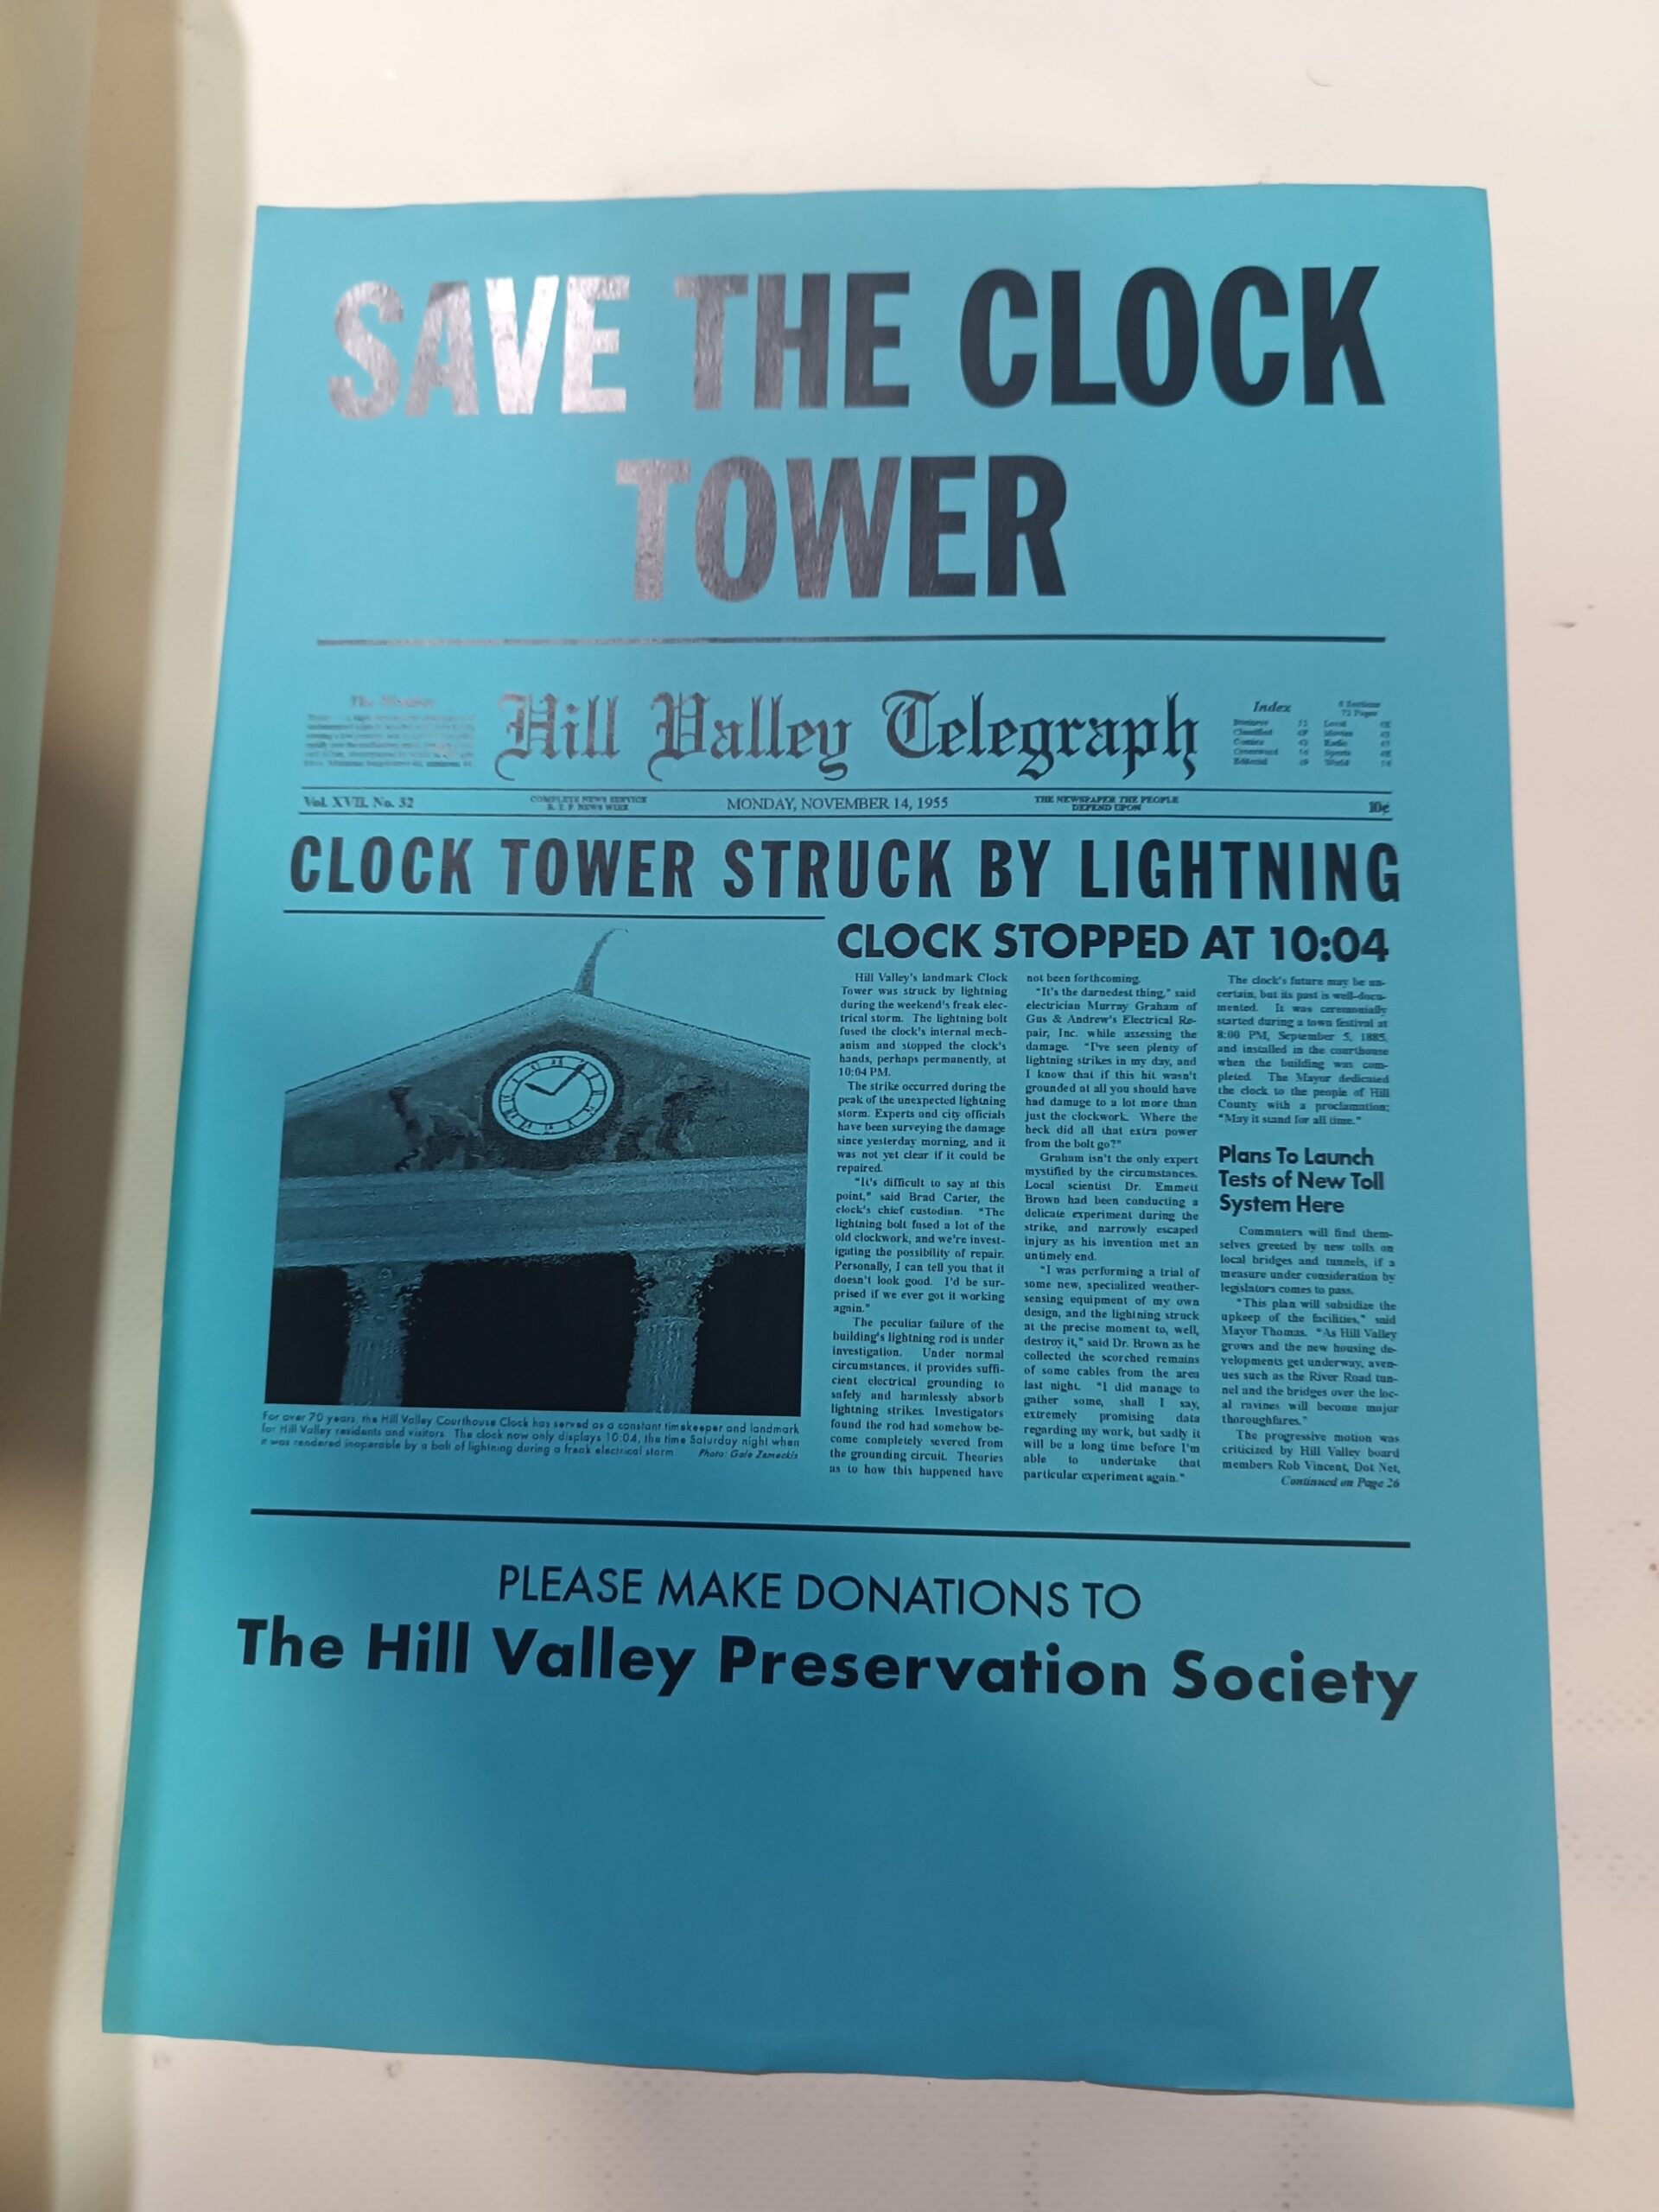 SAVE THE CLOCK
TOWER
The Weather
Hill Valley Telegraph
Index
6 Sections
72 Pages
Business 52
Classified
Comics
Crossword
Editorial
Local
Movies
Radio
Sports
World
Vol. XVII. No. 32
COMPLETE NEWS SERVICE
NEWS WIRE
MONDAY, NOVEMBER 14, 1955
THE NEWSPAPER THE PEOPLE
DEPEND UPON
10¢
CLOCK TOWER STRUCK BY LIGHTNING
CLOCK STOPPED AT 10:04
Hill Valley's landmark Clock
Tower was struck by lightning
during the weekend's freak elec-
trical storm. The lightning bolt
fused the clock's internal mech-
anism and stopped the clock's
hands, perhaps permanently, at
10:04 PM.
The strike occurred during the
peak of the unexpected lightning
storm. Experts and city officials
have been surveying the damage
since yesterday morning, and it
was not yet clear if it could be
repaired.
"It's difficult to say at this
point," said Brad Carter, the
clock's chief custodian. "The
lightning bolt fused a lot of the
old clockwork, and we're invest-
igating the possibility of repair.
Personally, I can tell you that it
doesn't look good. I'd be sur-
prised if we ever got it working
again."
The peculiar failure of the
building's lightning rod is under
investigation. Under normal
circumstances, it provides suffi-
cient electrical grounding to
safely and harmlessly absorb
lightning strikes. Investigators
found the rod had somehow be-
come completely severed from
the grounding circuit. Theories
as to how this happened have
not been forthcoming.
"It's the darnedest thing," said
electrician Murray Graham of
Gus & Andrew's Electrical Re-
pair, Inc. while assessing the
damage. "I've seen plenty of
lightning strikes in my day, and
I know that if this hit wasn't
grounded at all you should have
had damage to a lot more than
just the clockwork. Where the
heck did all that extra power
from the bolt go?"
Graham isn't the only expert
mystified by the circumstances.
Local scientist Dr. Emmett
Brown had been conducting a
delicate experiment during the
strike, and narrowly escaped
injury as his invention met an
untimely end.
"I was performing a trial of
some new, specialized weather-
sensing equipment of my own
design, and the lightning struck
at the precise moment to, well,
destroy it," said Dr. Brown as he
collected the scorched remains
of some cables from the area
last night. "I did manage to
gather some, shall I say,
extremely promising data
regarding my work, but sadly it
will be a long time before I'm
able to undertake that
particular experiment again."
The clock's future may be un-
certain, but its past is well-docu-
mented. It was ceremonially
started during a town festival at
8:00 PM, September 5, 1885,
and installed in the courthouse
when the building was com-
pleted. The Mayor dedicated
the clock to the people of Hill
County with a proclamation;
"May it stand for all time."
Plans To Launch
Tests of New Toll
System Here
Commuters will find them-
selves greeted by new tolls on
local bridges and tunnels, if a
measure under consideration by
legislators comes to pass.
"This plan will subsidize the
upkeep of the facilities," said
Mayor Thomas. "As Hill Valley
grows and the new housing de-
velopments get underway, aven-
ues such as the River Road tun-
nel and the bridges over the loc-
al ravines will become major
thoroughfares."
The progressive motion was
criticized by Hill Valley board
members Rob Vincent, Dot Net,
Continued on Page 26
For over 70 years, the Hill Valley Courthouse Clock has served as a constant timekeeper and landmark
for Hill Valley residents and visitors. The clock now only displays 10:04, the time Saturday night when
it was rendered inoperable by a bolt of lightning during a freak electrical storm. Photo: Gale Zemeckis
PLEASE MAKE DONATIONS TO
The Hill Valley Preservation Society